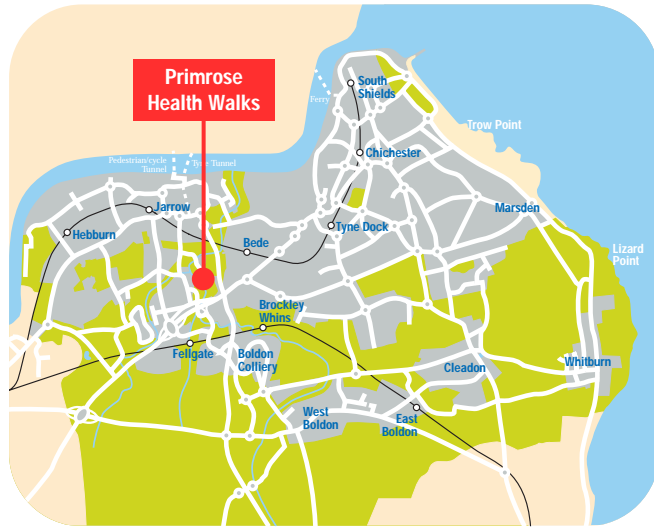 Primrose
Health Walks
South
Shields
Ferry
Trow Point
Chichester
Pedestrian/cycle
Tunnel
Tyne Tunnel
Jarrow
Marsden
Hebburn
Bede
Tyne Dock
Lizard
Point
Brockley
Whins
Fellgate
Boldon
Colliery
Cleadon
Whitburn
West
Boldon
East
Boldon